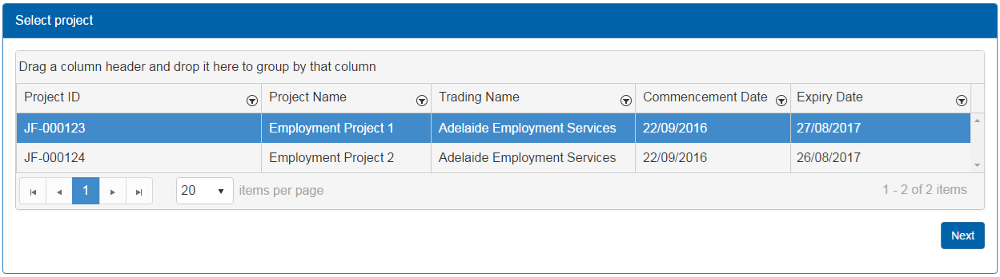 Select project
Drag a column header and drop it here to group by that column
Project ID Project Name Trading Name Commencement Date Expiry Date
JF-000123 Employment Project 1 Adelaide Employment Services 22/09/2016 27/08/2017
JF-000124 Employment Project 2 Adelaide Employment Services 22/09/2016 26/08/2017
1 20 items per page 1 - 2 of 2 items
Next